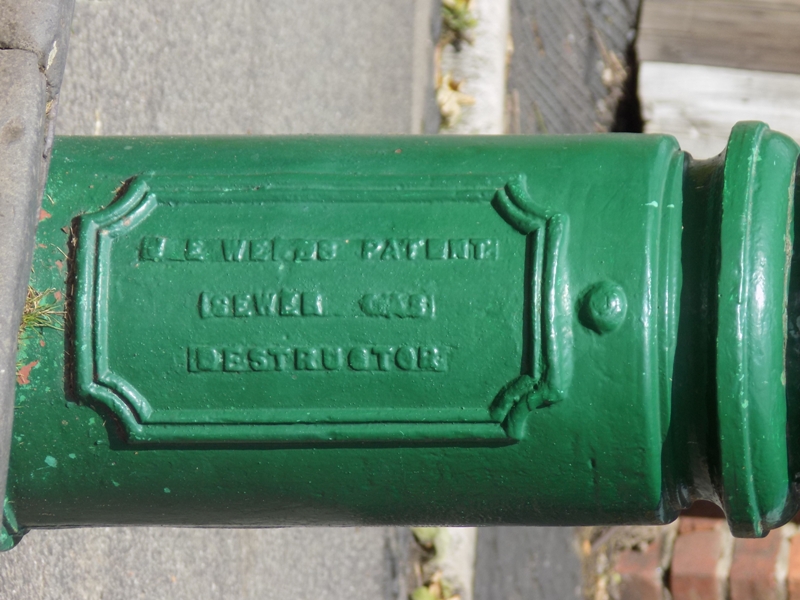 PATENT
SEWER GAS
DESTRUCTOR